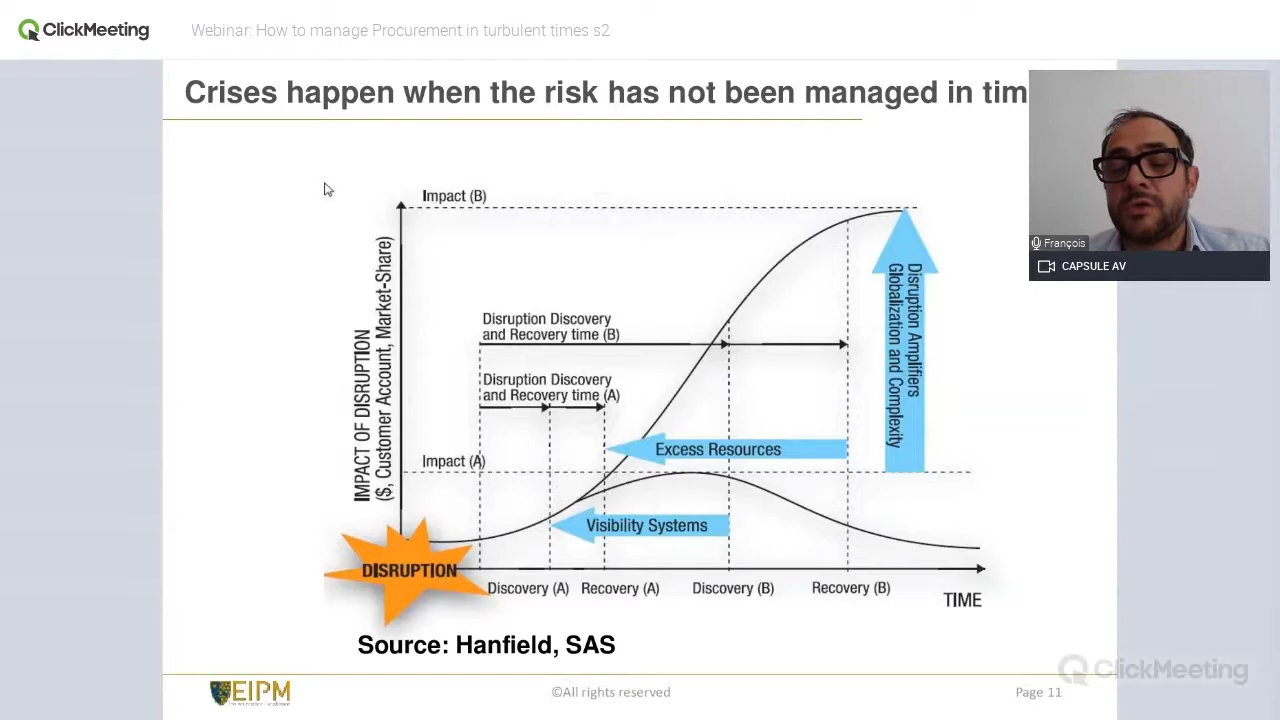 ClickMeeting
Webinar: How to manage Procurement in turbulent times s2
Crises happen when the risk has not been managed in tim
François
CAPSULE AV
Impact (B)
IMPACT OF DISRUPTION
($, Customer Account, Market-Share)
Disruption Discovery
and Recovery time (B)
Disruption Discovery
and Recovery time (A)
Disruption Amplifiers
Globalization and Complexity
Excess Resources
Impact (A)
Visibility Systems
DISRUPTION
Discovery (A)
Recovery (A)
Discovery (B)
Recovery (B)
TIME
Source: Hanfield, SAS
ClickMeeting
EIPM
©All rights reserved
Page 11